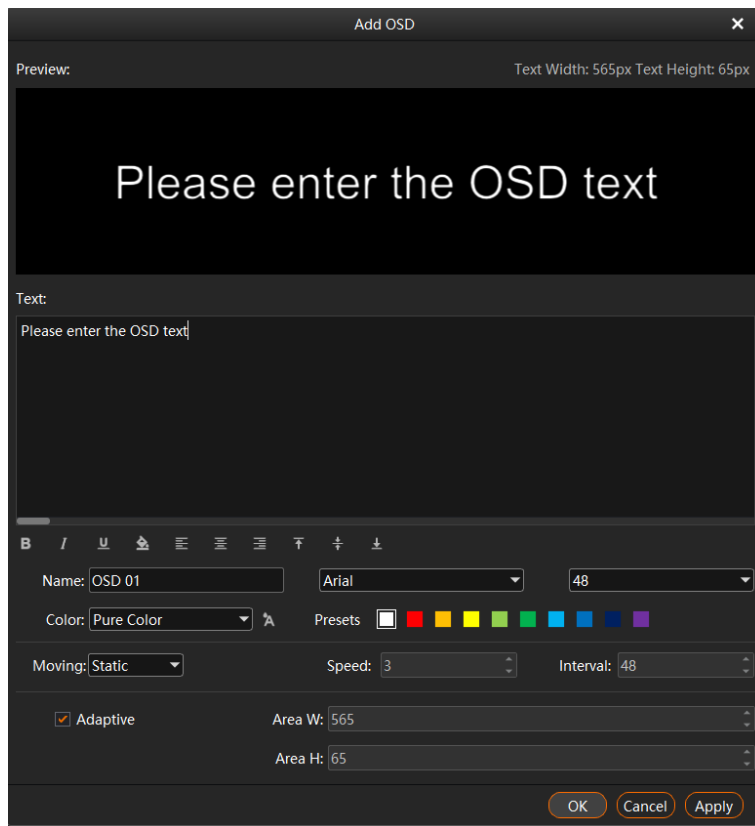 Add OSD
Preview: Text Width: 565px Text Height: 65px
Please enter the OSD text
Text:
Please enter the OSD text
B I U
Name: OSD 01 Arial 48
Color: Pure Color A Presets
Moving: Static Speed: 3 Interval: 48
Adaptive Area W: 565
Area H: 65
OK Cancel Apply